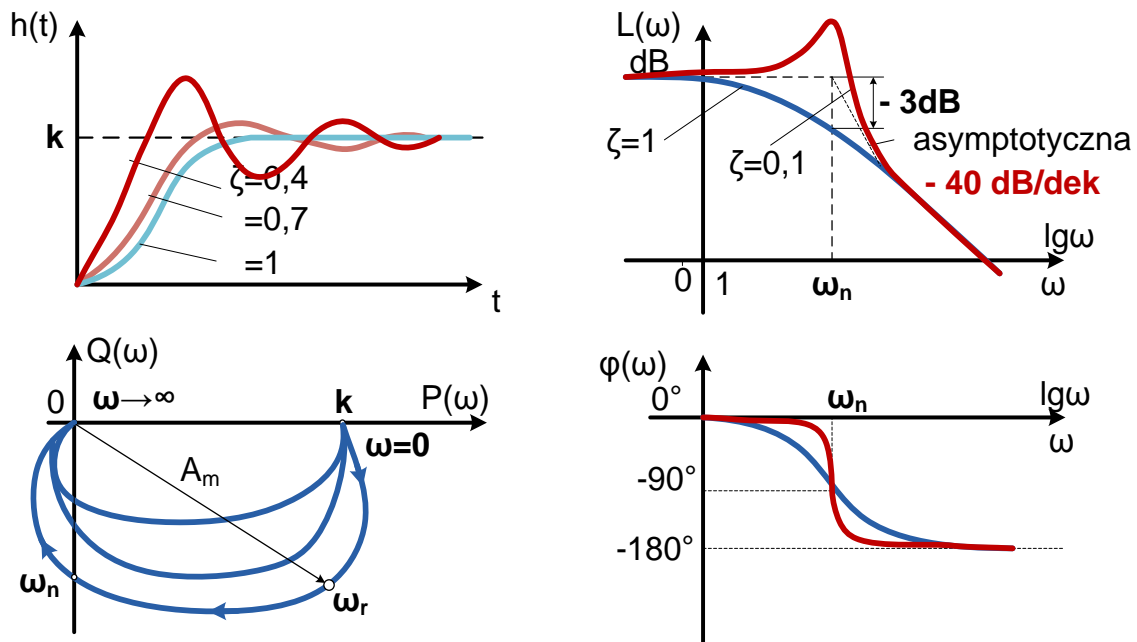 h(t)
k
ζ=0,4
=0,7
=1
t
L(ω)
dB
- 3dB
ζ=1
ζ=0,1
asymptotyczna
- 40 dB/dek
lgω
0 1
ωn
ω
Q(ω)
0 ω→∞
k
P(ω)
ω=0
Am
ωn
ωr
φ(ω)
0°
ωn
lgω
ω
-90°
-180°